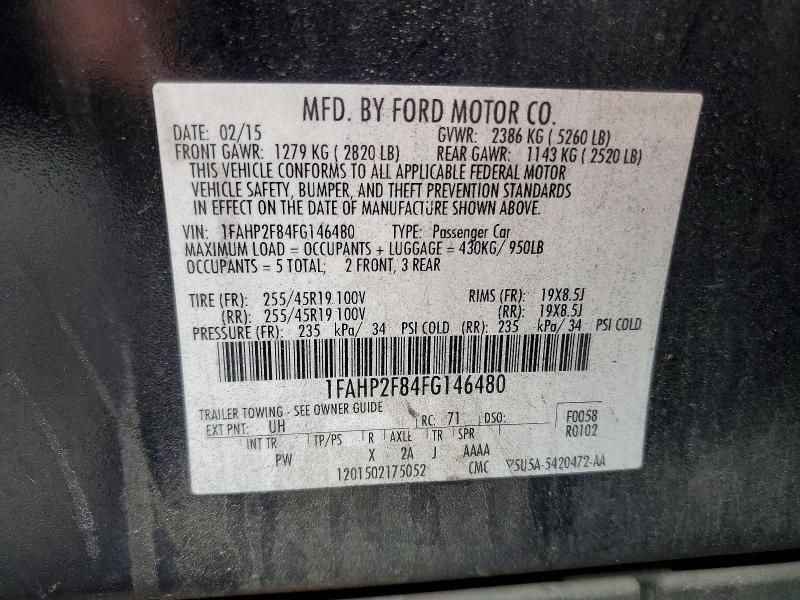 MFD. BY FORD MOTOR CO.
DATE: 02/15 GVWR: 2386 KG ( 5260 LB)
FRONT GAWR: 1279 KG ( 2820 LB) REAR GAWR: 1143 KG ( 2520 LB)
THIS VEHICLE CONFORMS TO ALL APPLICABLE FEDERAL MOTOR
VEHICLE SAFETY, BUMPER, AND THEFT PREVENTION STANDARDS
IN EFFECT ON THE DATE OF MANUFACTURE SHOWN ABOVE.
VIN: 1FAHP2F84FG146480 TYPE: Passenger Car
MAXIMUM LOAD = OCCUPANTS + LUGGAGE = 430KG/ 950LB
OCCUPANTS = 5 TOTAL; 2 FRONT, 3 REAR
TIRE (FR): 255/45R19 100V RIMS (FR): 19X8.5J
(RR): 255/45R19 100V (RR): 19X8.5J
PRESSURE (FR): 235 kPa/ 34 PSI COLD (RR): 235 kPa/ 34 PSI COLD
1FAHP2F84FG146480
TRAILER TOWING - SEE OWNER GUIDE
EXT PNT: UH RC: 71 DSO: F0058
INT TR TP/PS R AXLE TR SPR R0102
PW X 2A J AAAA
1201502175052 CMC ▽5U5A-5420472-AA